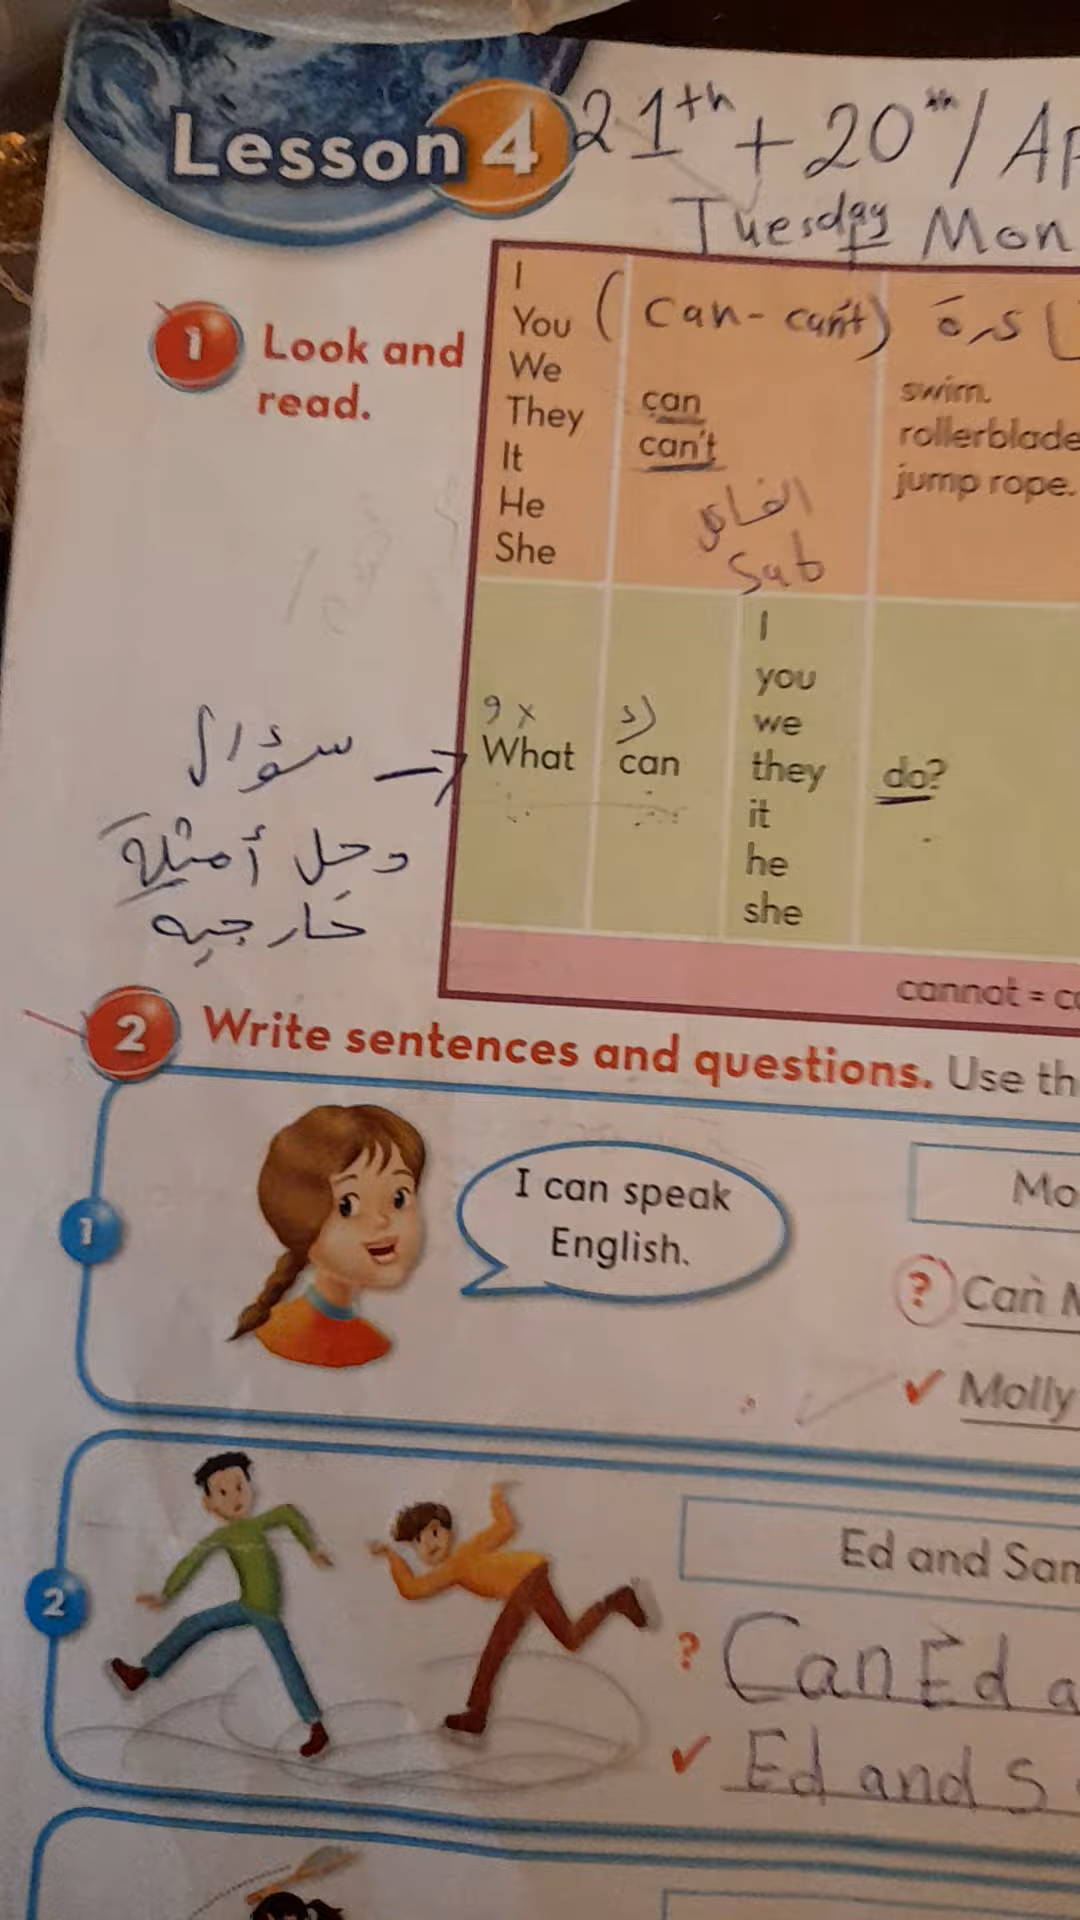 Lesson 4
21th + 20th / Ap
Tuesday Mon
1 Look and
read.
I
You
We
They
It
He
She
( can - can't )
can
can't
swim.
rollerblade
jump rope.
الفاعل
Sub
سؤال →
وحل أمثلة
خارجيه
What can
I
you
we
they
it
he
she
do?
cannot = c
2 Write sentences and questions. Use th
1
I can speak
English.
Mo
? Can M
✓ Molly
2
Ed and Sam
? Can Ed a
✓ Ed and S